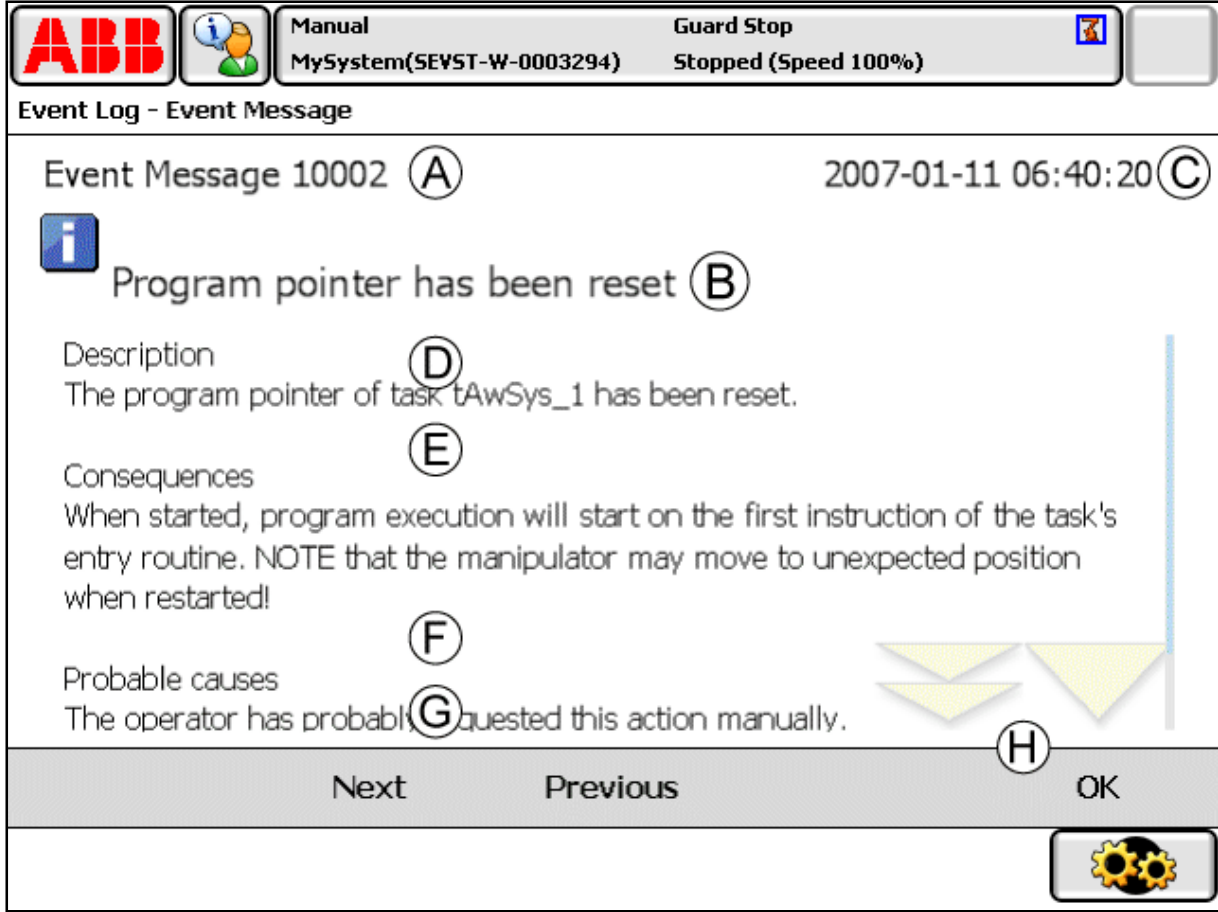 ABB
Manual Guard Stop
MySystem(SEVST-W-0003294) Stopped (Speed 100%)
Event Log - Event Message
Event Message 10002 A 2007-01-11 06:40:20 C
i
Program pointer has been reset B
Description D
The program pointer of task tAwSys_1 has been reset.
E
Consequences
When started, program execution will start on the first instruction of the task's
entry routine. NOTE that the manipulator may move to unexpected position
when restarted!
F
Probable causes
The operator has probably G quested this action manually.
H
Next Previous OK